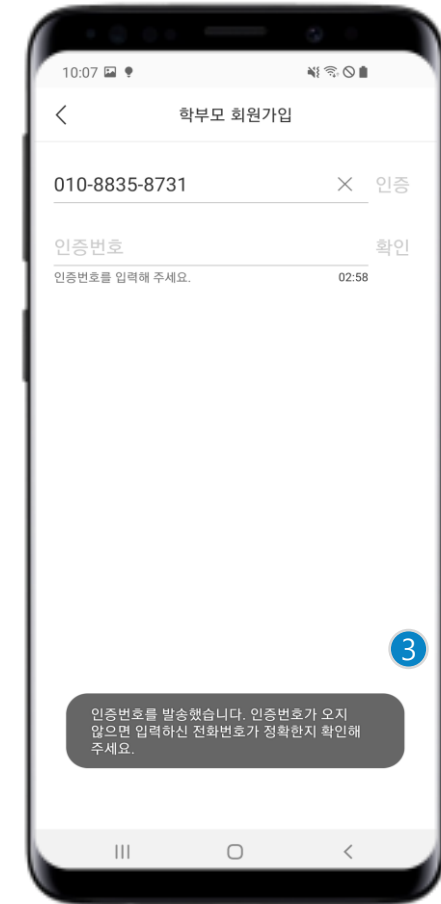 10:07
학부모 회원가입
010-8835-8731 인증
인증번호 확인
인증번호를 입력해 주세요. 02:58
3
인증번호를 발송했습니다. 인증번호가 오지
않으면 입력하신 전화번호가 정확한지 확인해
주세요.